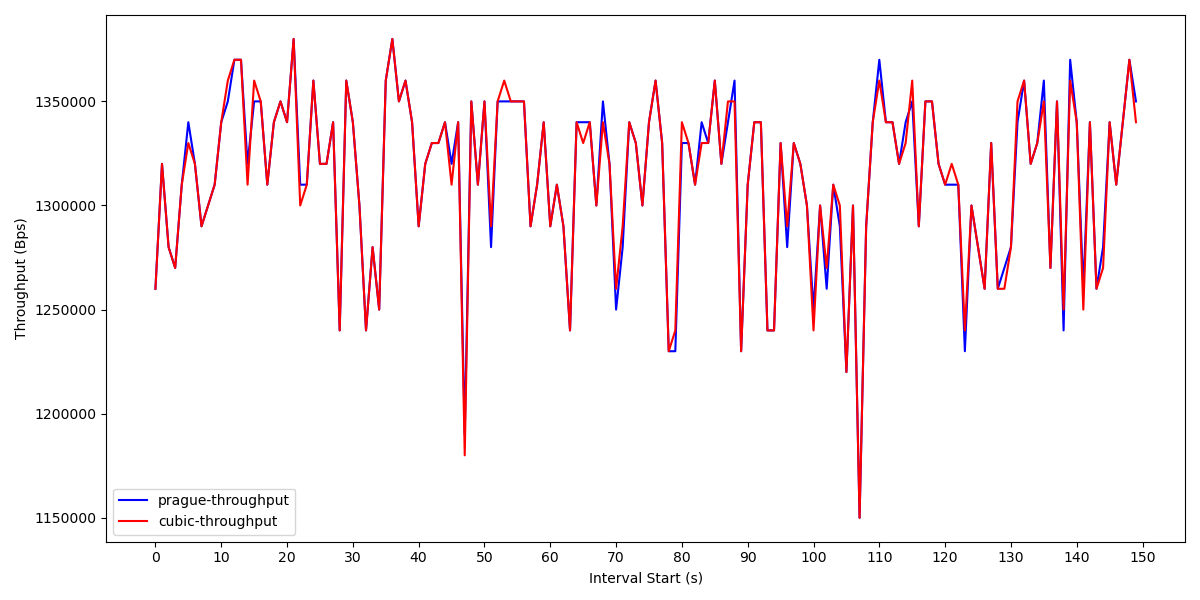 Throughput (Bps)
1350000
1300000
1250000
1200000
1150000
prague-throughput
cubic-throughput
0 10 20 30 40 50 60 70 80 90 100 110 120 130 140 150
Interval Start (s)